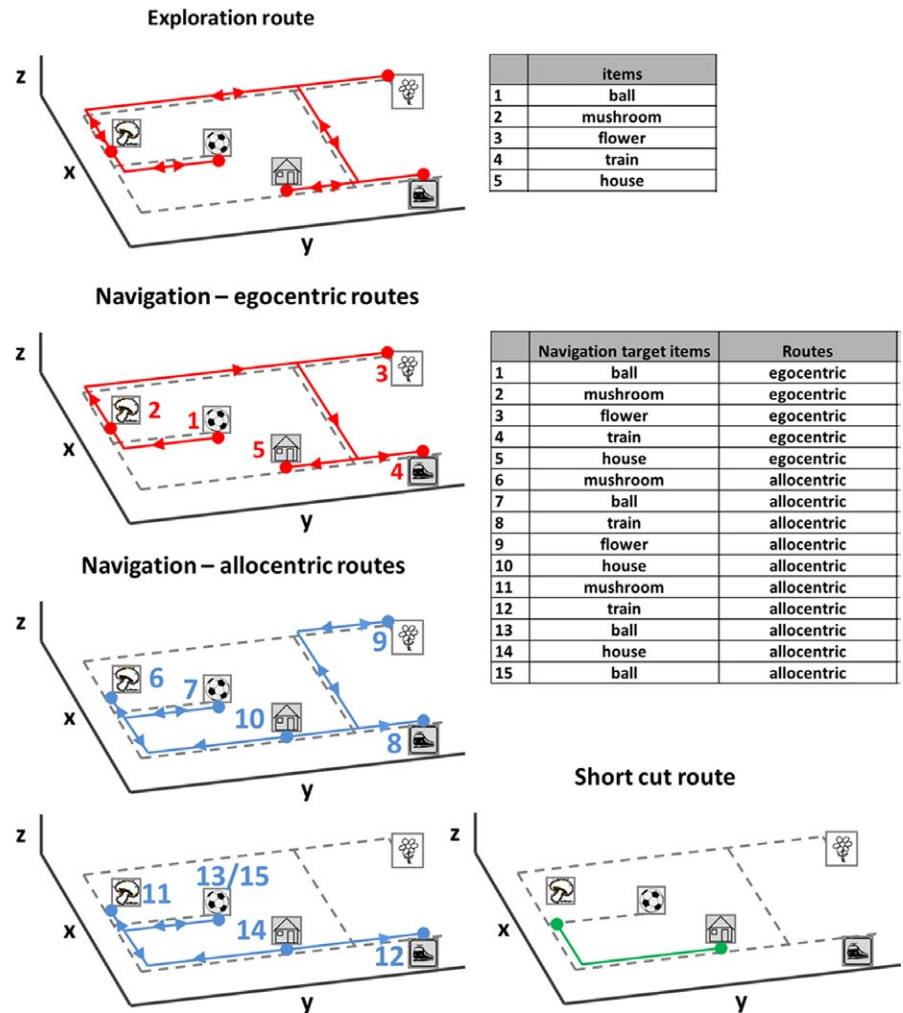 Exploration route
z
x
y
items
1 ball
2 mushroom
3 flower
4 train
5 house
Navigation – egocentric routes
z
3
2
1
5
x
4
y
Navigation target items Routes
1 ball egocentric
2 mushroom egocentric
3 flower egocentric
4 train egocentric
5 house egocentric
6 mushroom allocentric
7 ball allocentric
8 train allocentric
9 flower allocentric
10 house allocentric
11 mushroom allocentric
12 train allocentric
13 ball allocentric
14 house allocentric
15 ball allocentric
Navigation – allocentric routes
z
9
6
7
x
10
8
y
z
13/15
11
x
14
12
y
Short cut route
z
x
y